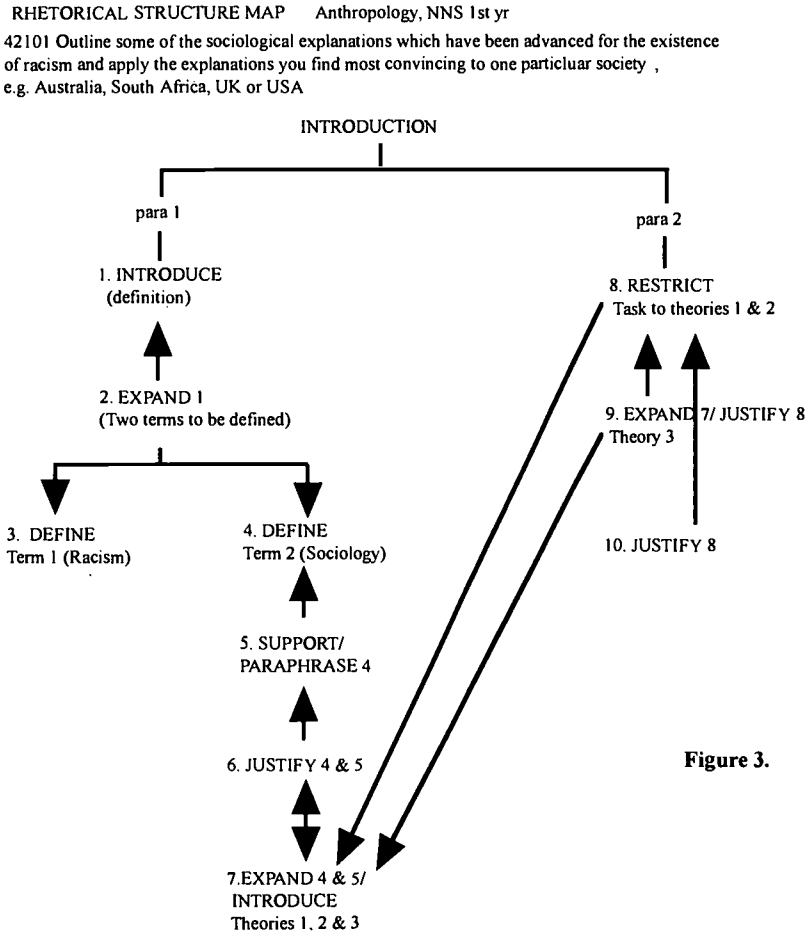 RHETORICAL STRUCTURE MAP Anthropology, NNS 1st yr
42101 Outline some of the sociological explanations which have been advanced for the existence
of racism and apply the explanations you find most convincing to one particluar society ,
e.g. Australia, South Africa, UK or USA
INTRODUCTION
para 1
1. INTRODUCE
(definition)
2. EXPAND 1
(Two terms to be defined)
3. DEFINE
Term 1 (Racism)
4. DEFINE
Term 2 (Sociology)
5. SUPPORT/
PARAPHRASE 4
6. JUSTIFY 4 & 5
7.EXPAND 4 & 5/
INTRODUCE
Theories 1, 2 & 3
para 2
8. RESTRICT
Task to theories 1 & 2
9. EXPAND 7/ JUSTIFY 8
Theory 3
10. JUSTIFY 8
Figure 3.